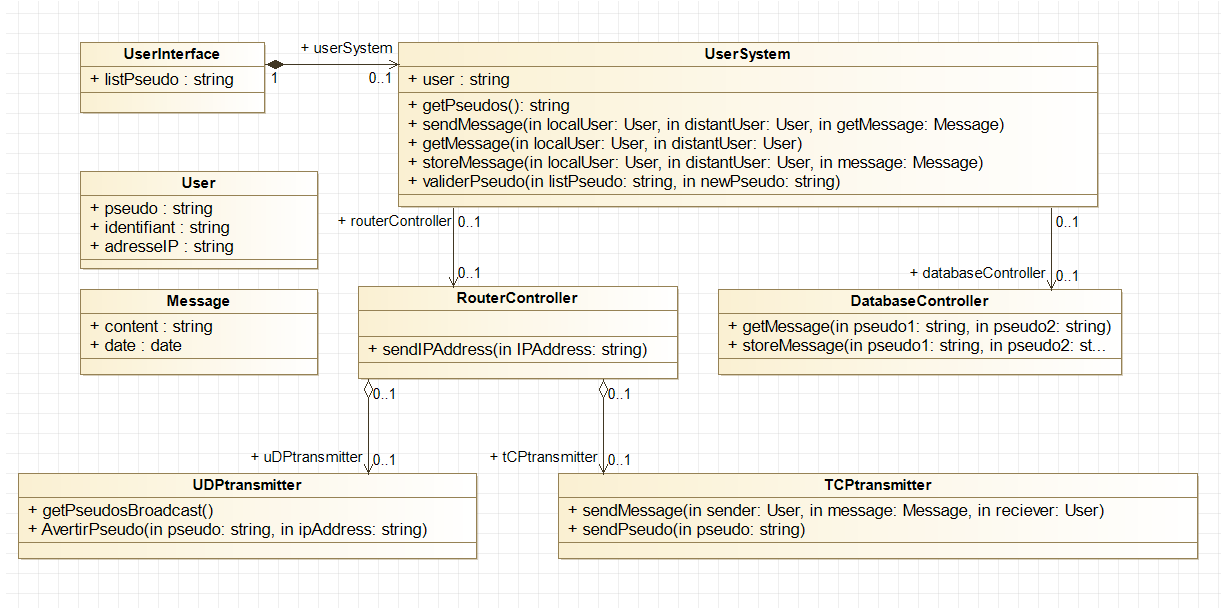 UserInterface
+ listPseudo : string
+ userSystem
1
0..1
UserSystem
+ user : string
+ getPseudos(): string
+ sendMessage(in localUser: User, in distantUser: User, in getMessage: Message)
+ getMessage(in localUser: User, in distantUser: User)
+ storeMessage(in localUser: User, in distantUser: User, in message: Message)
+ validerPseudo(in listPseudo: string, in newPseudo: string)
User
+ pseudo : string
+ identifiant : string
+ adresseIP : string
+ routerController
0..1
0..1
0..1
+ databaseController
0..1
Message
+ content : string
+ date : date
RouterController
+ sendIPAddress(in IPAddress: string)
DatabaseController
+ getMessage(in pseudo1: string, in pseudo2: string)
+ storeMessage(in pseudo1: string, in pseudo2: st...
0..1
0..1
+ uDPtransmitter
0..1
+ tCPtransmitter
0..1
UDPtransmitter
+ getPseudosBroadcast()
+ AvertirPseudo(in pseudo: string, in ipAddress: string)
TCPtransmitter
+ sendMessage(in sender: User, in message: Message, in reciever: User)
+ sendPseudo(in pseudo: string)